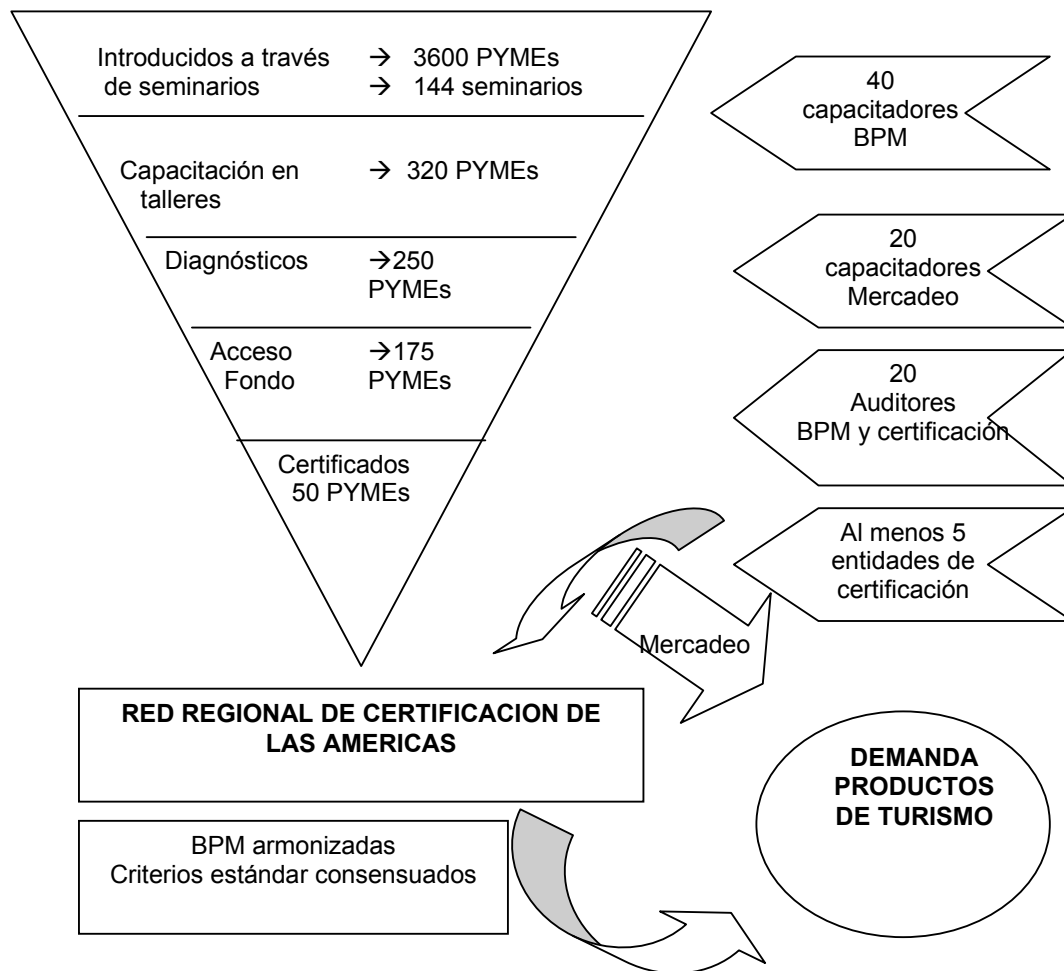 Introducidos a través → 3600 PYMEs
de seminarios → 144 seminarios
Capacitación en → 320 PYMEs
talleres
Diagnósticos →250
PYMEs
Acceso →175
Fondo PYMEs
Certificados
50 PYMEs
40
capacitadores
BPM
20
capacitadores
Mercadeo
20
Auditores
BPM y certificación
Al menos 5
entidades de
certificación
Mercadeo
RED REGIONAL DE CERTIFICACION DE
LAS AMERICAS
BPM armonizadas
Criterios estándar consensuados
DEMANDA
PRODUCTOS
DE TURISMO